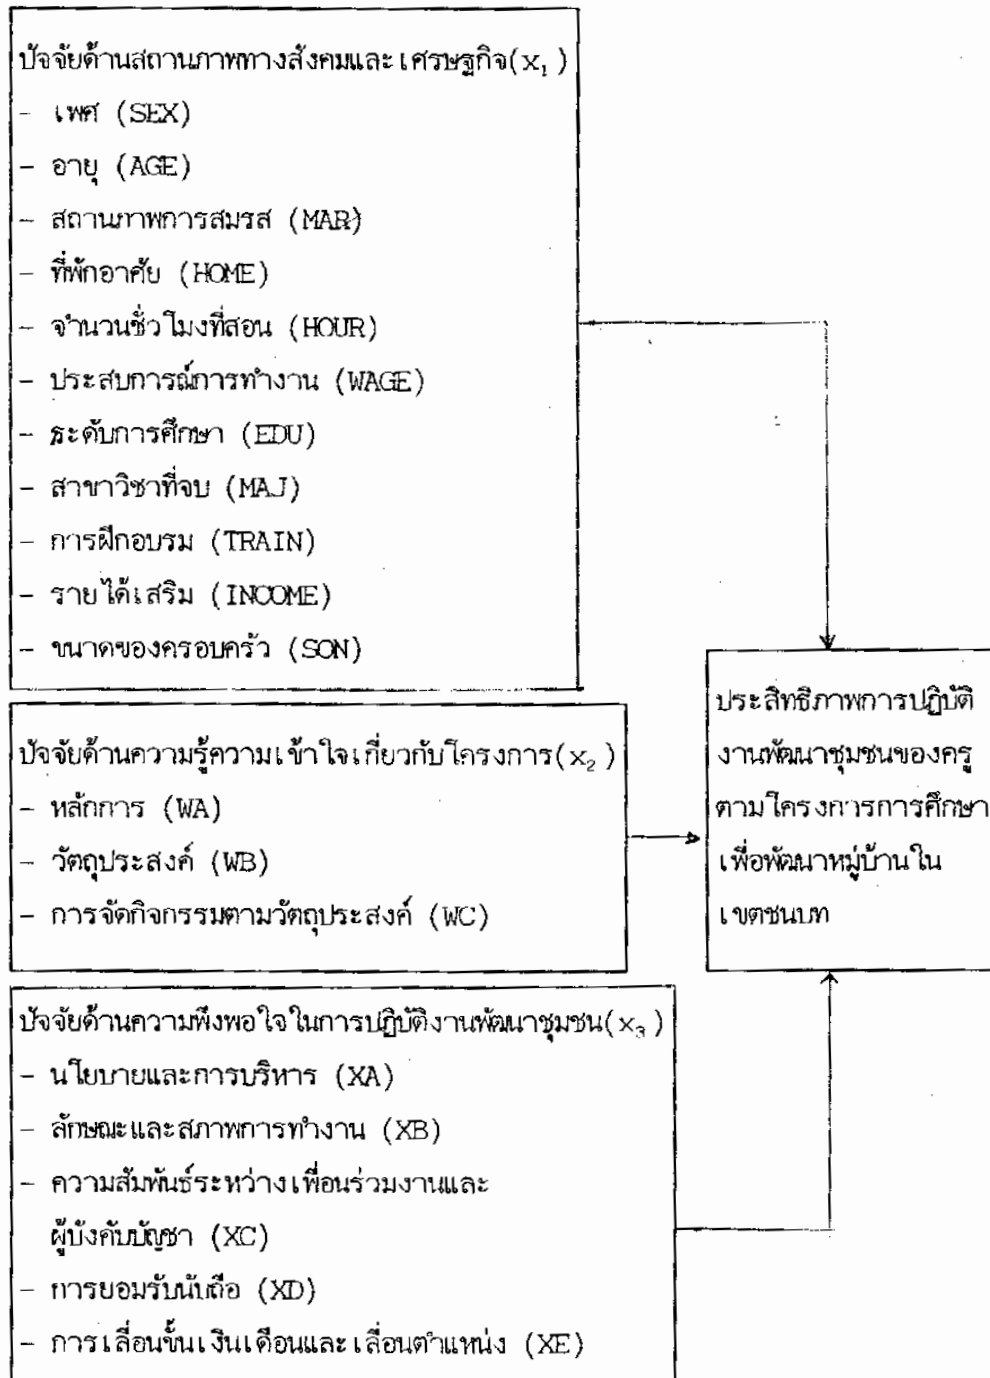 ปัจจัยด้านสถานภาพทางสังคมและเศรษฐกิจ(x₁)
- เพศ (SEX)
- อายุ (AGE)
- สถานภาพการสมรส (MAR)
- ที่พักอาศัย (HOME)
- จำนวนชั่วโมงที่สอน (HOUR)
- ประสบการณ์การทำงาน (WAGE)
- ระดับการศึกษา (EDU)
- สาขาวิชาที่จบ (MAJ)
- การฝึกอบรม (TRAIN)
- รายได้เสริม (INCOME)
- ขนาดของครอบครัว (SON)
ปัจจัยด้านความรู้ความเข้าใจเกี่ยวกับโครงการ(x₂)
- หลักการ (WA)
- วัตถุประสงค์ (WB)
- การจัดกิจกรรมตามวัตถุประสงค์ (WC)
ปัจจัยด้านความพึงพอใจในการปฏิบัติงานพัฒนาชุมชน(x₃)
- นโยบายและการบริหาร (XA)
- ลักษณะและสภาพการทำงาน (XB)
- ความสัมพันธ์ระหว่างเพื่อนร่วมงานและ
ผู้บังคับบัญชา (XC)
- การยอมรับนับถือ (XD)
- การเลื่อนขั้นเงินเดือนและเลื่อนตำแหน่ง (XE)
ประสิทธิภาพการปฏิบัติ
งานพัฒนาชุมชนของครู
ตามโครงการการศึกษา
เพื่อพัฒนาหมู่บ้านใน
เขตชนบท